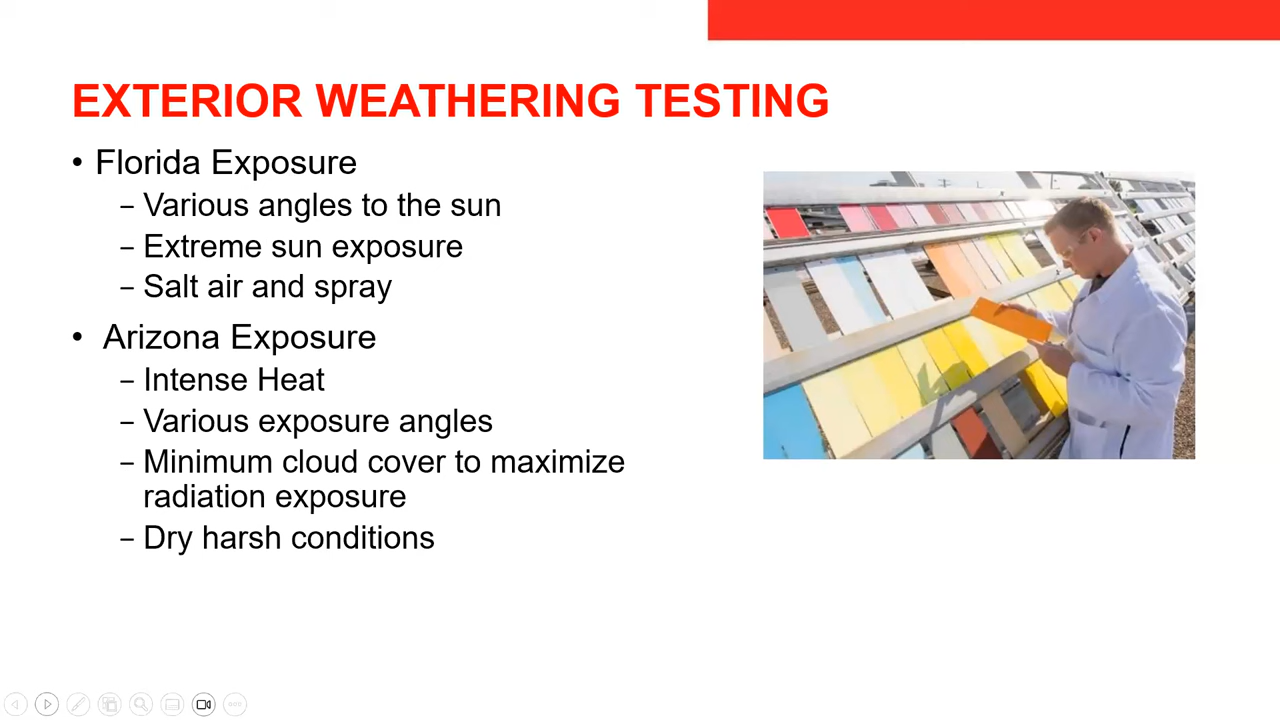 EXTERIOR WEATHERING TESTING
• Florida Exposure
– Various angles to the sun
– Extreme sun exposure
– Salt air and spray
• Arizona Exposure
– Intense Heat
– Various exposure angles
– Minimum cloud cover to maximize
radiation exposure
– Dry harsh conditions